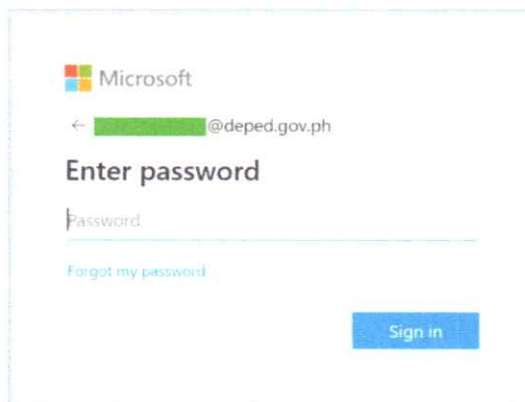 Microsoft
← @deped.gov.ph
Enter password
Password
Forgot my password
Sign in